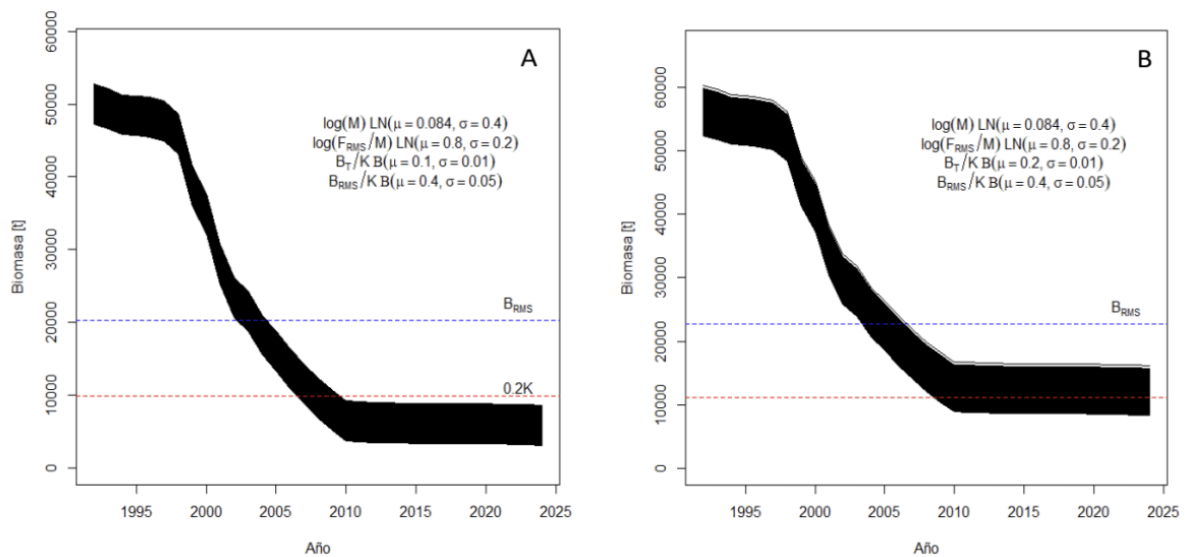 A
log(M) LN(μ = 0.084, σ = 0.4)
log(F_RMS/M) LN(μ = 0.8, σ = 0.2)
B_T/K B(μ = 0.1, σ = 0.01)
B_RMS/K B(μ = 0.4, σ = 0.05)
B_RMS
0.2K
60000
50000
40000
30000
20000
10000
0
Biomasa [t]
1995 2000 2005 2010 2015 2020 2025
Año
B
log(M) LN(μ = 0.084, σ = 0.4)
log(F_RMS/M) LN(μ = 0.8, σ = 0.2)
B_T/K B(μ = 0.2, σ = 0.01)
B_RMS/K B(μ = 0.4, σ = 0.05)
B_RMS
60000
50000
40000
30000
20000
10000
0
Biomasa [t]
1995 2000 2005 2010 2015 2020 2025
Año